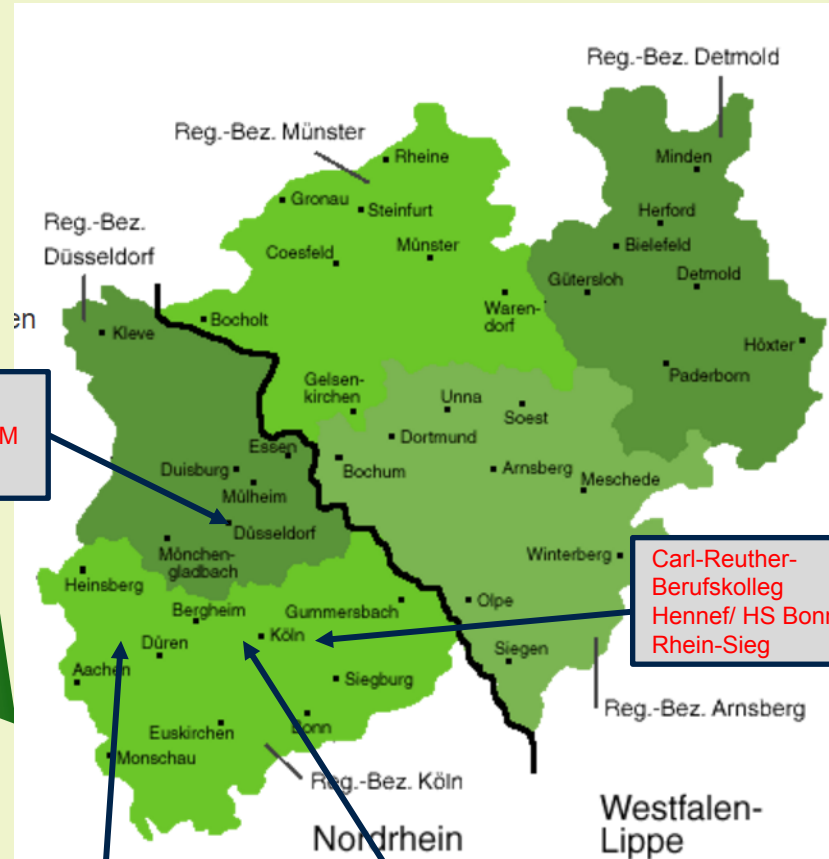 Reg.-Bez. Detmold
Reg.-Bez. Münster
Minden
Rheine
Gronau
Steinfurt
Herford
Reg.-Bez.
Düsseldorf
Coesfeld
Münster
Bielefeld
Gütersloh
Detmold
Waren-
dorf
en
Kleve
Bocholt
Höxter
Paderborn
Gelsen-
kirchen
Unna
Soest
M
Essen
Dortmund
Duisburg
Bochum
Arnsberg
Meschede
Mülheim
Düsseldorf
Mönchen-
gladbach
Winterberg
Carl-Reuther-
Berufskolleg
Hennef/ HS Bonn
Rhein-Sieg
Heinsberg
Bergheim
Gummersbach
Olpe
Köln
Düren
Siegen
Aachen
Siegburg
Reg.-Bez. Arnsberg
Euskirchen
Bonn
Monschau
Reg.-Bez. Köln
Nordrhein
Westfalen-
Lippe